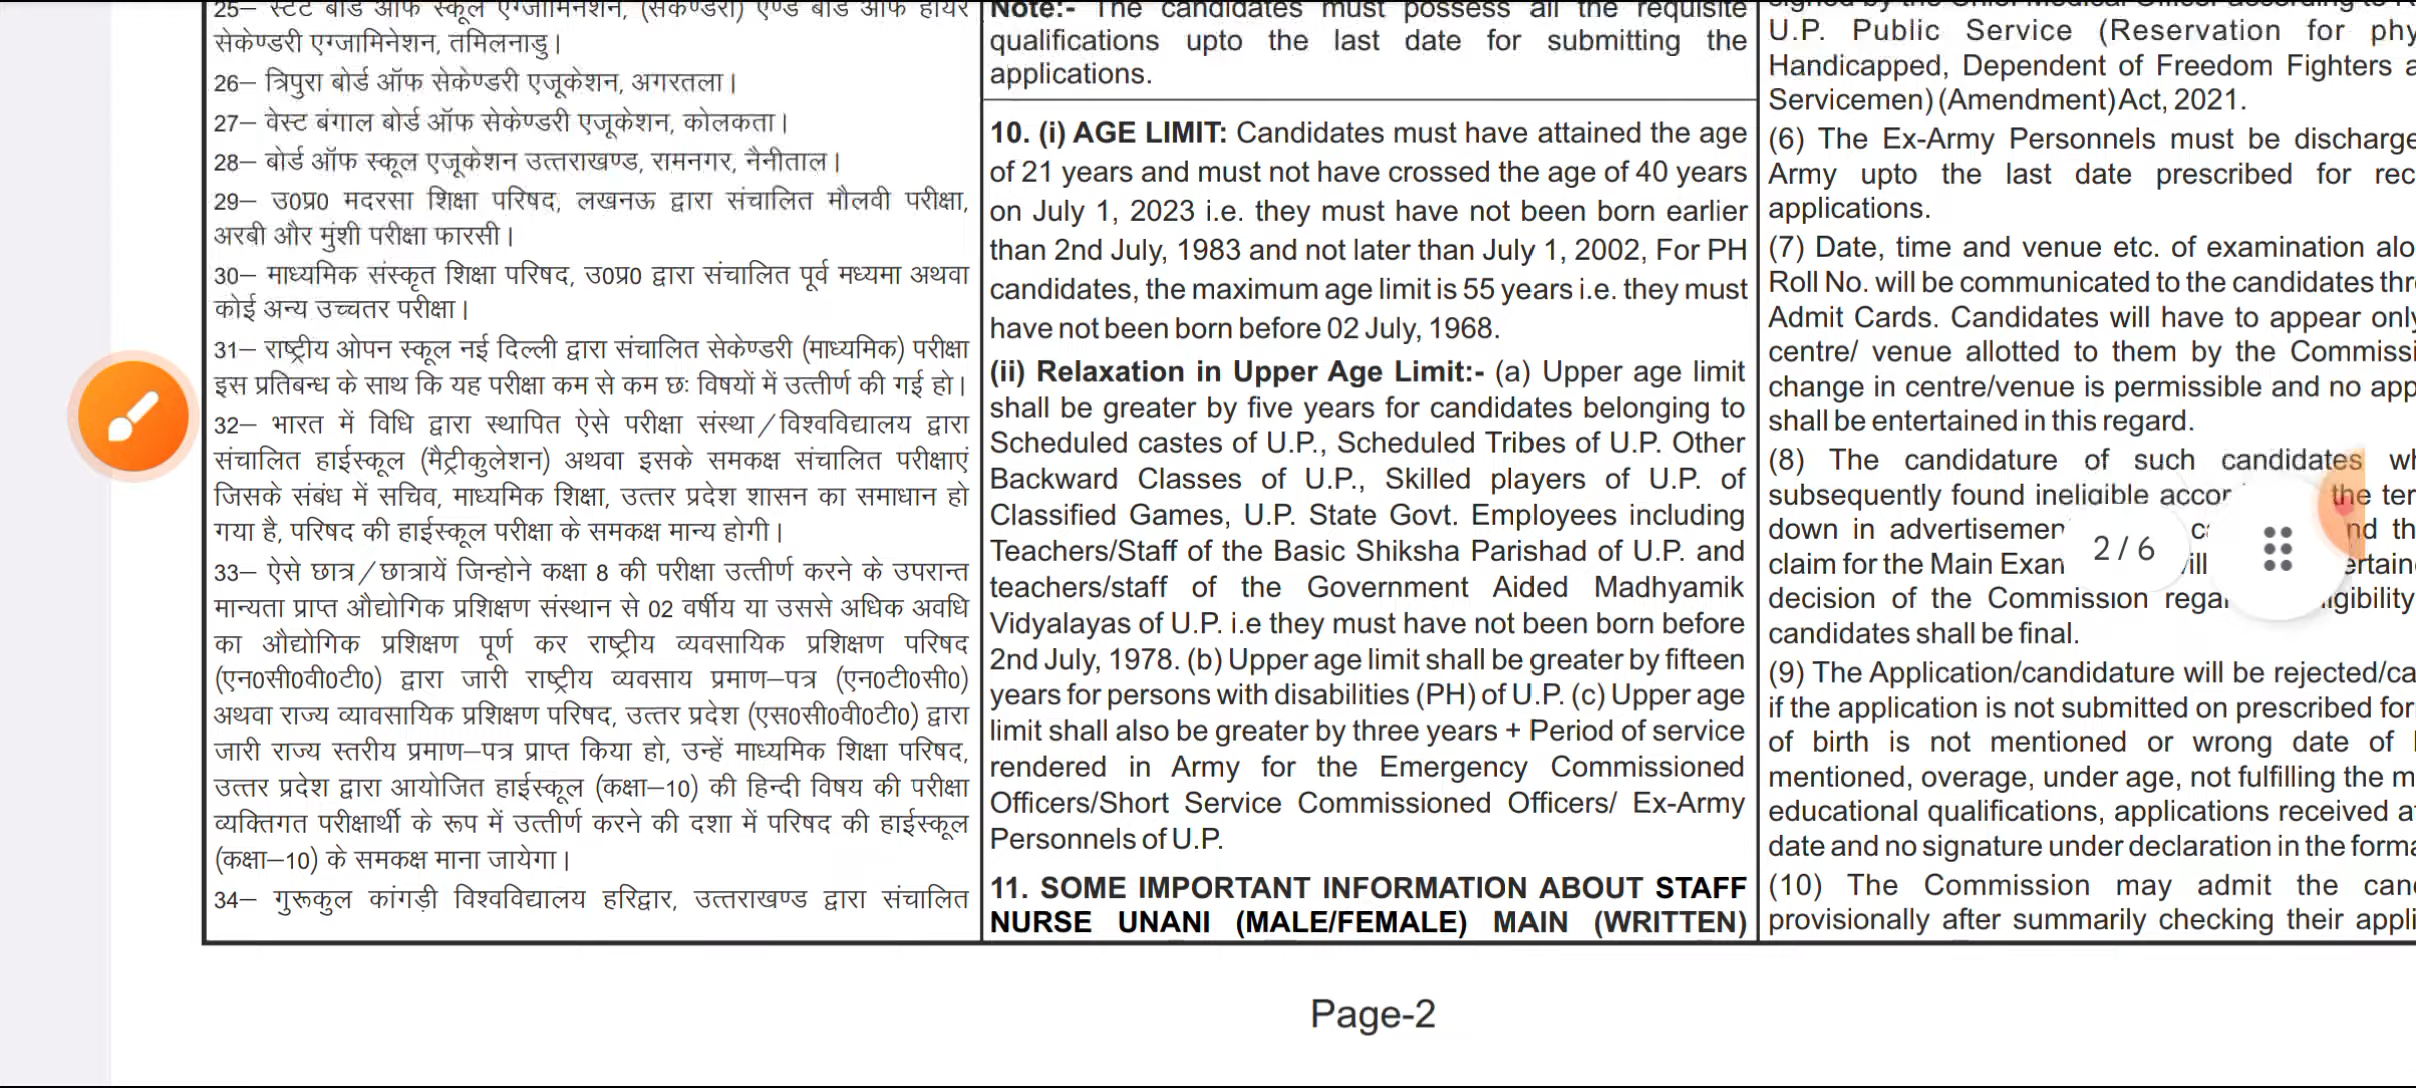 25– स्टेट बोर्ड ऑफ स्कूल एग्जामिनेशन, (सेकेण्डरी) एण्ड बोर्ड ऑफ हायर
सेकेण्डरी एग्जामिनेशन, तमिलनाडु।
26– त्रिपुरा बोर्ड ऑफ सेकेण्डरी एजूकेशन, अगरतला।
27– वेस्ट बंगाल बोर्ड ऑफ सेकेण्डरी एजूकेशन, कोलकता।
28– बोर्ड ऑफ स्कूल एजूकेशन उत्तराखण्ड, रामनगर, नैनीताल।
29– उ0प्र0 मदरसा शिक्षा परिषद, लखनऊ द्वारा संचालित मौलवी परीक्षा,
अरबी और मुंशी परीक्षा फारसी।
30– माध्यमिक संस्कृत शिक्षा परिषद, उ0प्र0 द्वारा संचालित पूर्व मध्यमा अथवा
कोई अन्य उच्चतर परीक्षा।
31– राष्ट्रीय ओपन स्कूल नई दिल्ली द्वारा संचालित सेकेण्डरी (माध्यमिक) परीक्षा
इस प्रतिबन्ध के साथ कि यह परीक्षा कम से कम छः विषयों में उत्तीर्ण की गई हो।
32– भारत में विधि द्वारा स्थापित ऐसे परीक्षा संस्था/विश्वविद्यालय द्वारा
संचालित हाईस्कूल (मैट्रीकुलेशन) अथवा इसके समकक्ष संचालित परीक्षाएं
जिसके संबंध में सचिव, माध्यमिक शिक्षा, उत्तर प्रदेश शासन का समाधान हो
गया है, परिषद की हाईस्कूल परीक्षा के समकक्ष मान्य होगी।
33– ऐसे छात्र/छात्रायें जिन्होने कक्षा 8 की परीक्षा उत्तीर्ण करने के उपरान्त
मान्यता प्राप्त औद्योगिक प्रशिक्षण संस्थान से 02 वर्षीय या उससे अधिक अवधि
का औद्योगिक प्रशिक्षण पूर्ण कर राष्ट्रीय व्यवसायिक प्रशिक्षण परिषद
(एन0सी0वी0टी0) द्वारा जारी राष्ट्रीय व्यवसाय प्रमाण–पत्र (एन0टी0सी0)
अथवा राज्य व्यावसायिक प्रशिक्षण परिषद, उत्तर प्रदेश (एस0सी0वी0टी0) द्वारा
जारी राज्य स्तरीय प्रमाण–पत्र प्राप्त किया हो, उन्हें माध्यमिक शिक्षा परिषद,
उत्तर प्रदेश द्वारा आयोजित हाईस्कूल (कक्षा–10) की हिन्दी विषय की परीक्षा
व्यक्तिगत परीक्षार्थी के रूप में उत्तीर्ण करने की दशा में परिषद की हाईस्कूल
(कक्षा–10) के समकक्ष माना जायेगा।
34– गुरूकुल कांगड़ी विश्वविद्यालय हरिद्वार, उत्तराखण्ड द्वारा संचालित
Note:- The candidates must possess all the requisite
qualifications upto the last date for submitting the
applications.
10. (i) AGE LIMIT: Candidates must have attained the age
of 21 years and must not have crossed the age of 40 years
on July 1, 2023 i.e. they must have not been born earlier
than 2nd July, 1983 and not later than July 1, 2002, For PH
candidates, the maximum age limit is 55 years i.e. they must
have not been born before 02 July, 1968.
(ii) Relaxation in Upper Age Limit:- (a) Upper age limit
shall be greater by five years for candidates belonging to
Scheduled castes of U.P., Scheduled Tribes of U.P. Other
Backward Classes of U.P., Skilled players of U.P. of
Classified Games, U.P. State Govt. Employees including
Teachers/Staff of the Basic Shiksha Parishad of U.P. and
teachers/staff of the Government Aided Madhyamik
Vidyalayas of U.P. i.e they must have not been born before
2nd July, 1978. (b) Upper age limit shall be greater by fifteen
years for persons with disabilities (PH) of U.P. (c) Upper age
limit shall also be greater by three years + Period of service
rendered in Army for the Emergency Commissioned
Officers/Short Service Commissioned Officers/ Ex-Army
Personnels of U.P.
11. SOME IMPORTANT INFORMATION ABOUT STAFF
NURSE UNANI (MALE/FEMALE) MAIN (WRITTEN)
U.P. Public Service (Reservation for phy
Handicapped, Dependent of Freedom Fighters a
Servicemen) (Amendment) Act, 2021.
(6) The Ex-Army Personnels must be discharge
Army upto the last date prescribed for rec
applications.
(7) Date, time and venue etc. of examination alo
Roll No. will be communicated to the candidates thr
Admit Cards. Candidates will have to appear only
centre/ venue allotted to them by the Commissi
change in centre/venue is permissible and no app
shall be entertained in this regard.
(8) The candidature of such candidates wh
subsequently found ineligible accor the ter
down in advertisemen nd th
claim for the Main Exan ill ertain
decision of the Commission rega igibility
candidates shall be final.
(9) The Application/candidature will be rejected/ca
if the application is not submitted on prescribed for
of birth is not mentioned or wrong date of
mentioned, overage, under age, not fulfilling the m
educational qualifications, applications received a
date and no signature under declaration in the forma
(10) The Commission may admit the can
provisionally after summarily checking their appli
2 / 6
Page-2